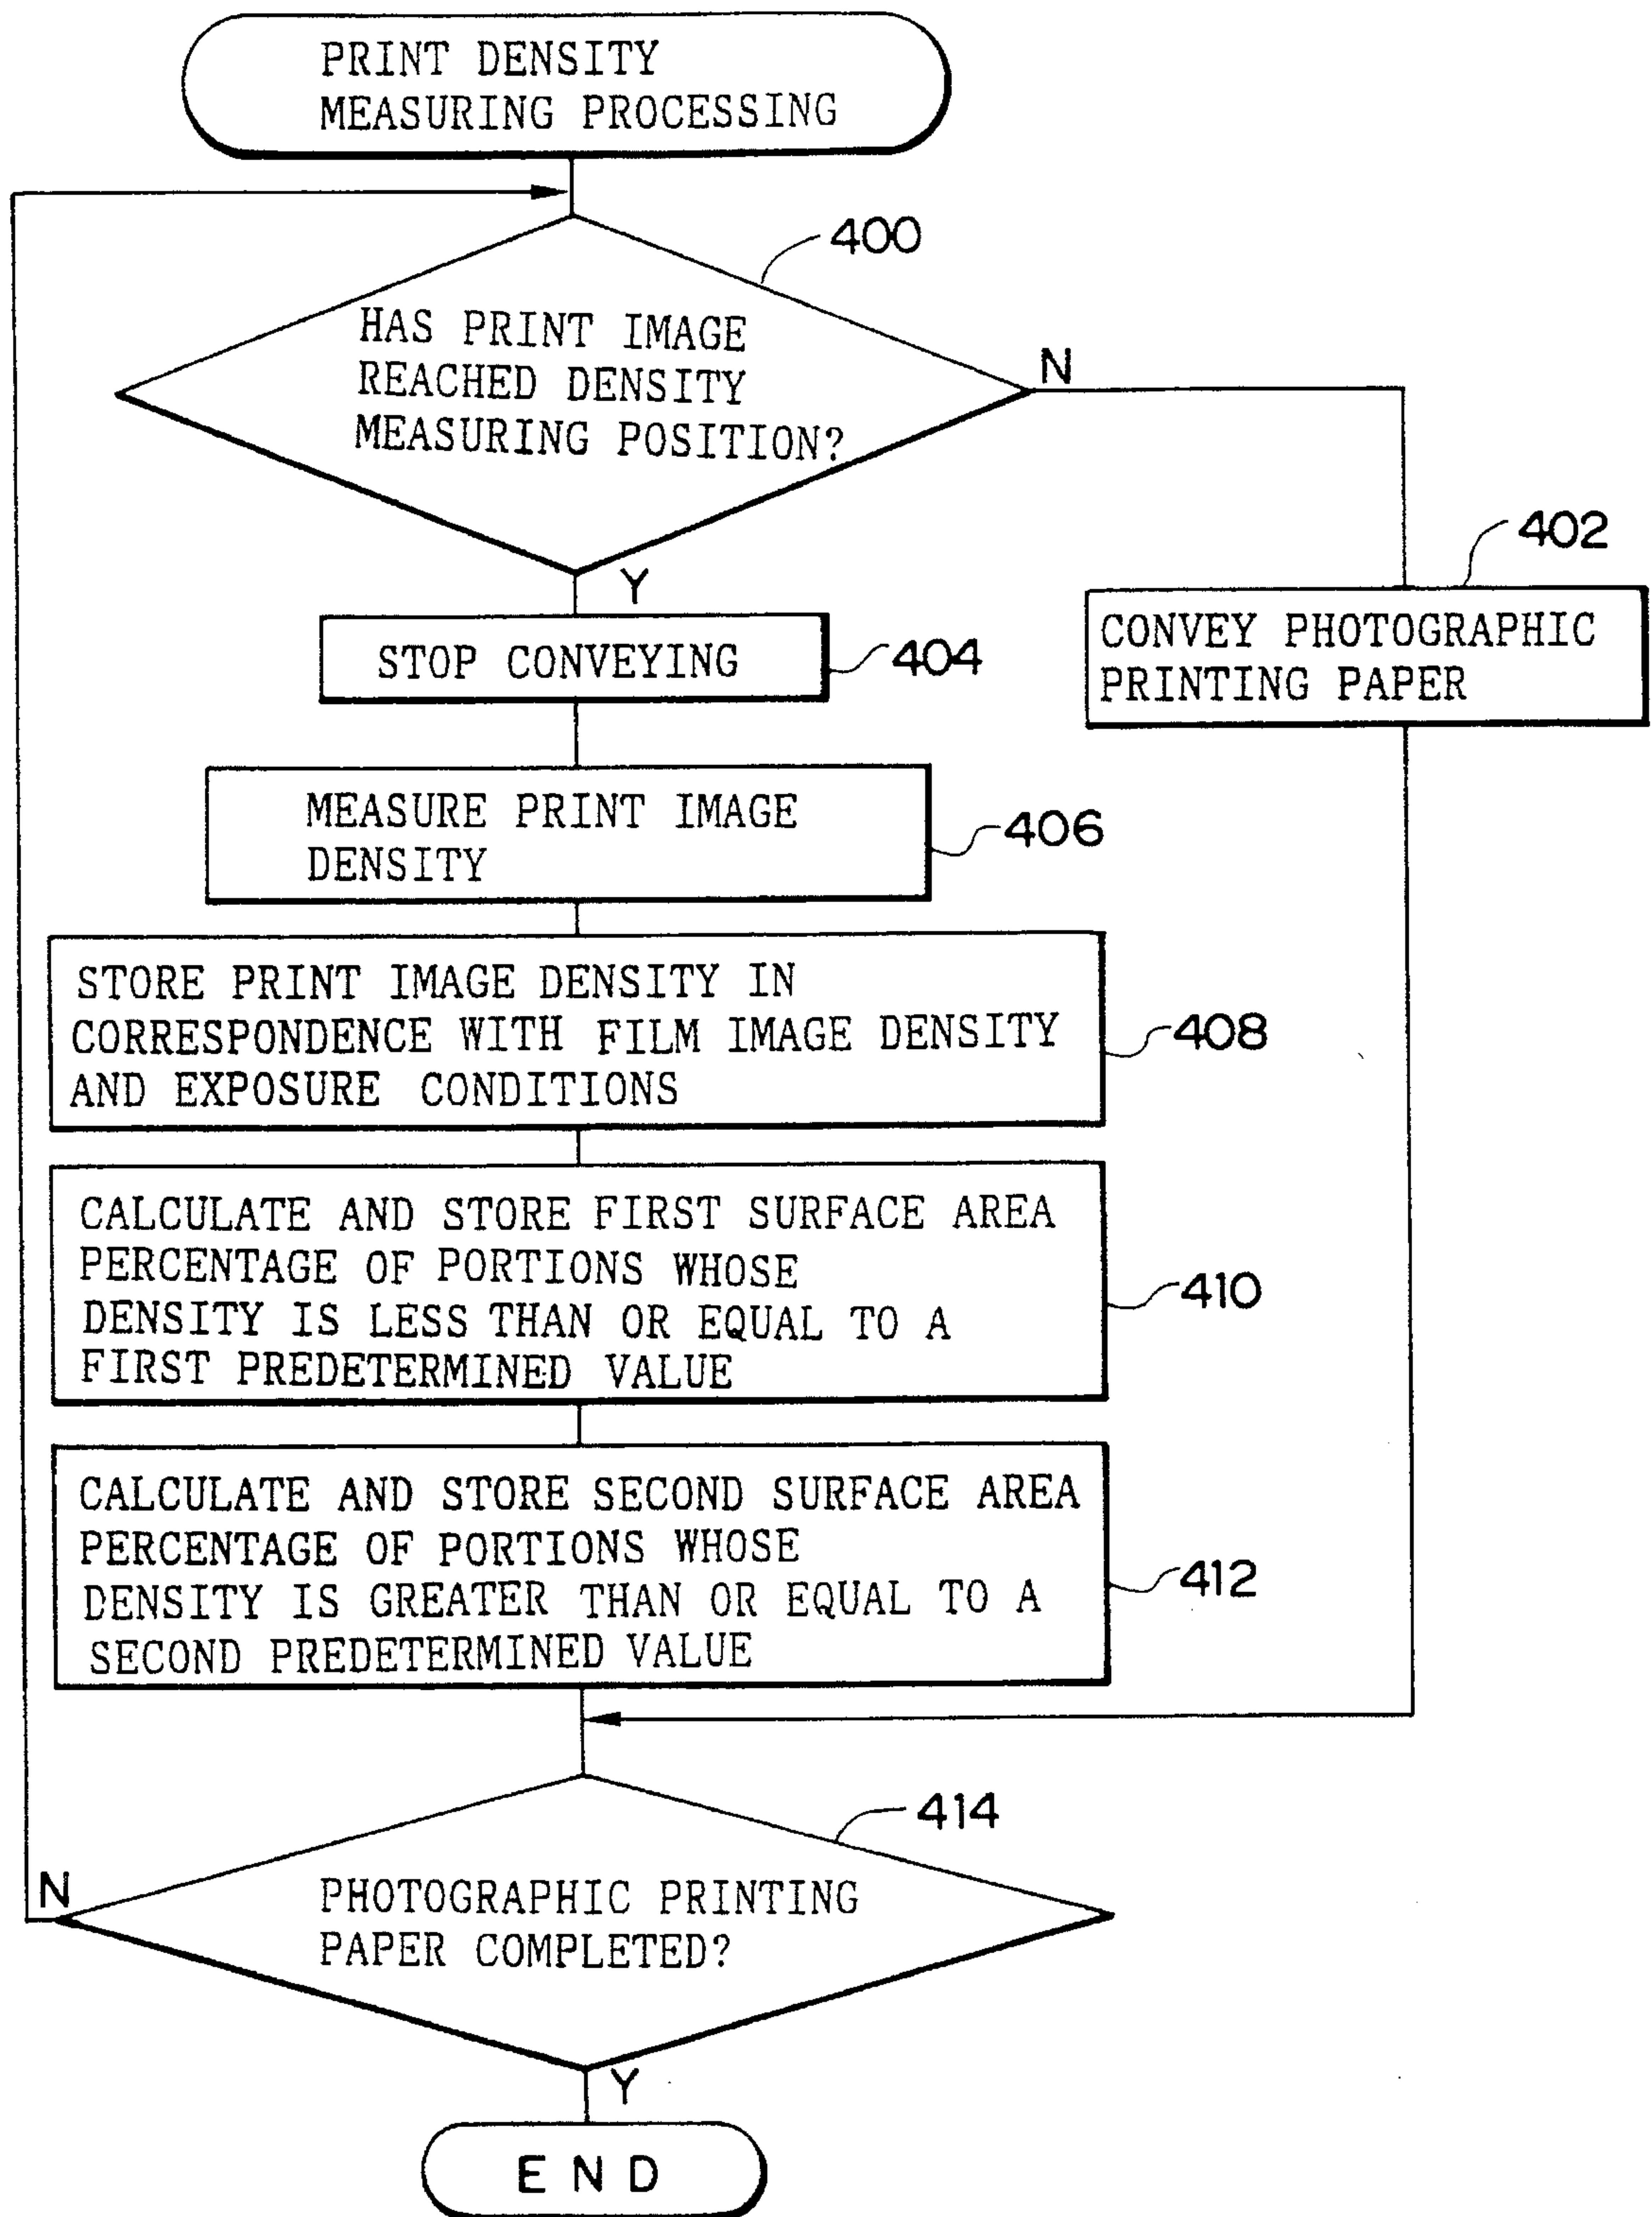 PRINT DENSITY
MEASURING PROCESSING
400
HAS PRINT IMAGE
REACHED DENSITY
MEASURING POSITION?
N
Y
402
CONVEY PHOTOGRAPHIC
PRINTING PAPER
STOP CONVEYING
404
MEASURE PRINT IMAGE
DENSITY
406
STORE PRINT IMAGE DENSITY IN
CORRESPONDENCE WITH FILM IMAGE DENSITY
AND EXPOSURE CONDITIONS
408
CALCULATE AND STORE FIRST SURFACE AREA
PERCENTAGE OF PORTIONS WHOSE
DENSITY IS LESS THAN OR EQUAL TO A
FIRST PREDETERMINED VALUE
410
CALCULATE AND STORE SECOND SURFACE AREA
PERCENTAGE OF PORTIONS WHOSE
DENSITY IS GREATER THAN OR EQUAL TO A
SECOND PREDETERMINED VALUE
412
414
N
PHOTOGRAPHIC PRINTING
PAPER COMPLETED?
Y
END